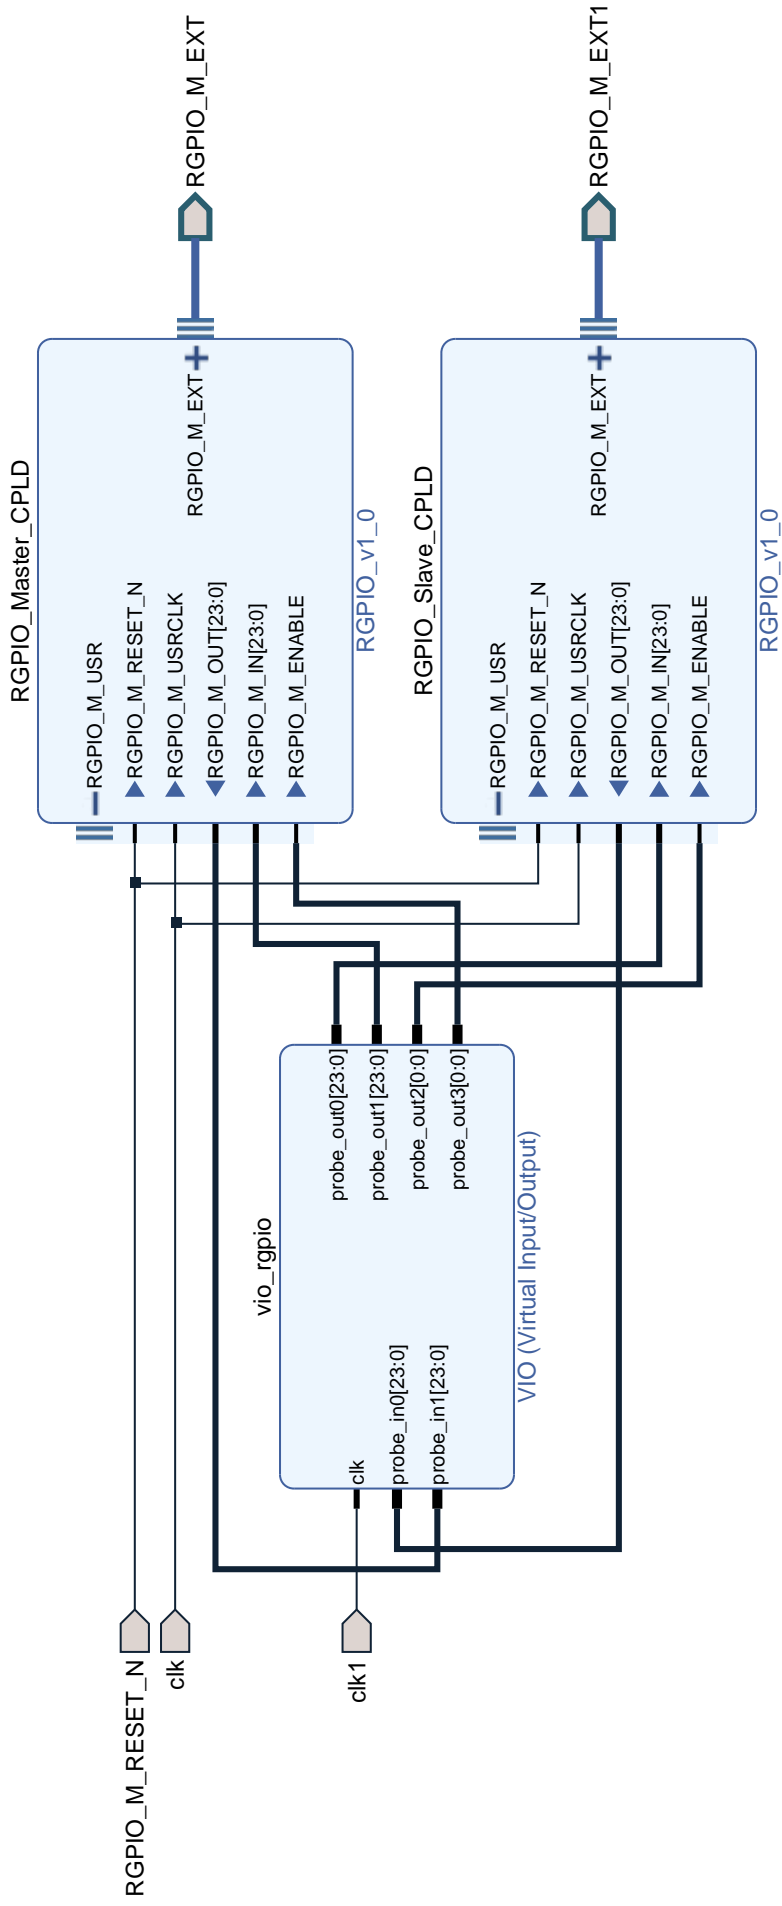 RGPIO_M_RESET_N
clk
clk1
vio_rgpio
clk
probe_in0[23:0]
probe_in1[23:0]
probe_out0[23:0]
probe_out1[23:0]
probe_out2[0:0]
probe_out3[0:0]
VIO (Virtual Input/Output)
RGPIO_Master_CPLD
RGPIO_M_USR
RGPIO_M_RESET_N
RGPIO_M_USRCLK
RGPIO_M_OUT[23:0]
RGPIO_M_IN[23:0]
RGPIO_M_ENABLE
RGPIO_M_EXT
RGPIO_v1_0
RGPIO_M_EXT
RGPIO_Slave_CPLD
RGPIO_M_USR
RGPIO_M_RESET_N
RGPIO_M_USRCLK
RGPIO_M_OUT[23:0]
RGPIO_M_IN[23:0]
RGPIO_M_ENABLE
RGPIO_M_EXT
RGPIO_v1_0
RGPIO_M_EXT1